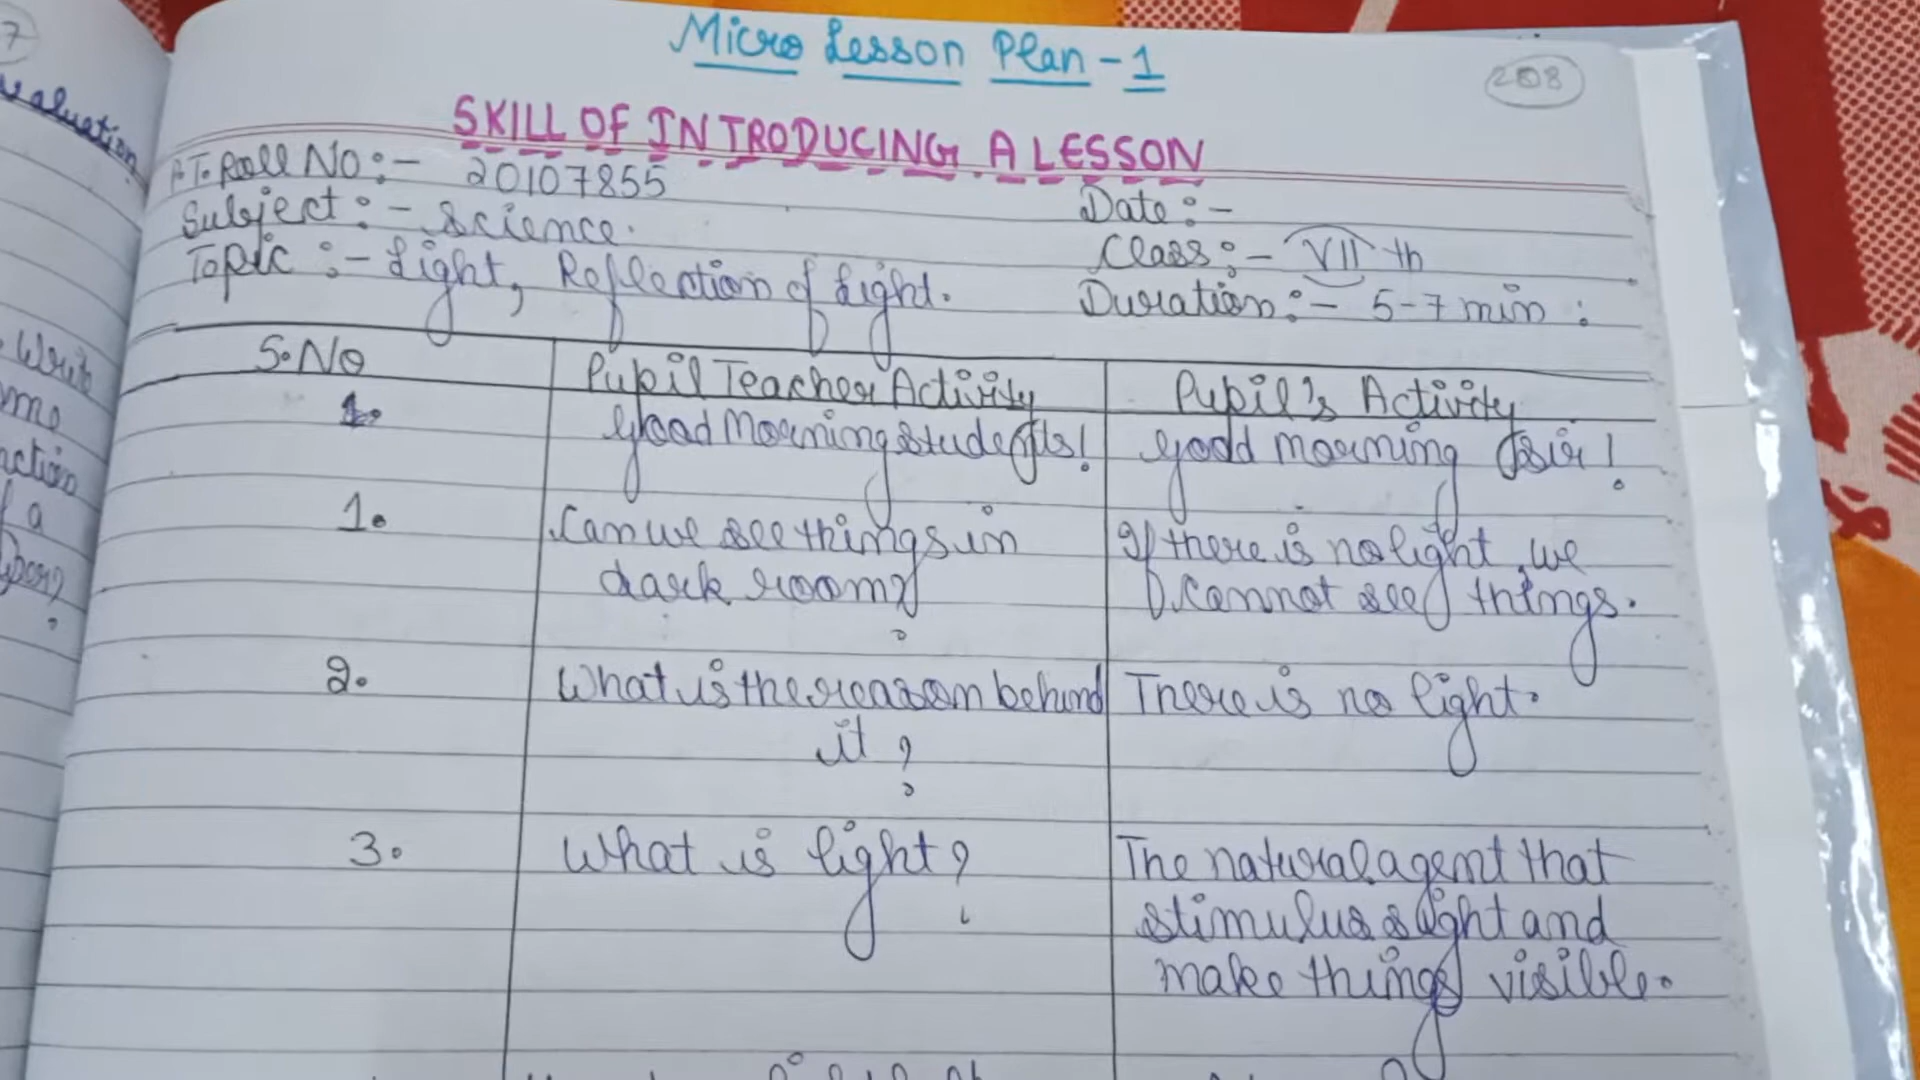 Micro Lesson Plan - 1
208
SKILL OF INTRODUCING A LESSON
P.T. Roll No :- 20107855
Date :-
Subject :- Science.
Class :- VII th
Topic :- Light, Reflection of Light.
Duration :- 5-7 min :
S.No
Pupil Teacher Activity
Pupil's Activity
1.
Good Morning students!
Good morning sir!
1.
Can we see things in
dark room?
If there is no light, we
cannot see things.
2.
What is the reason behind
it ?
There is no light.
3.
What is light?
The natural agent that
stimulus sight and
make things visible.
7
valuation
Write
a